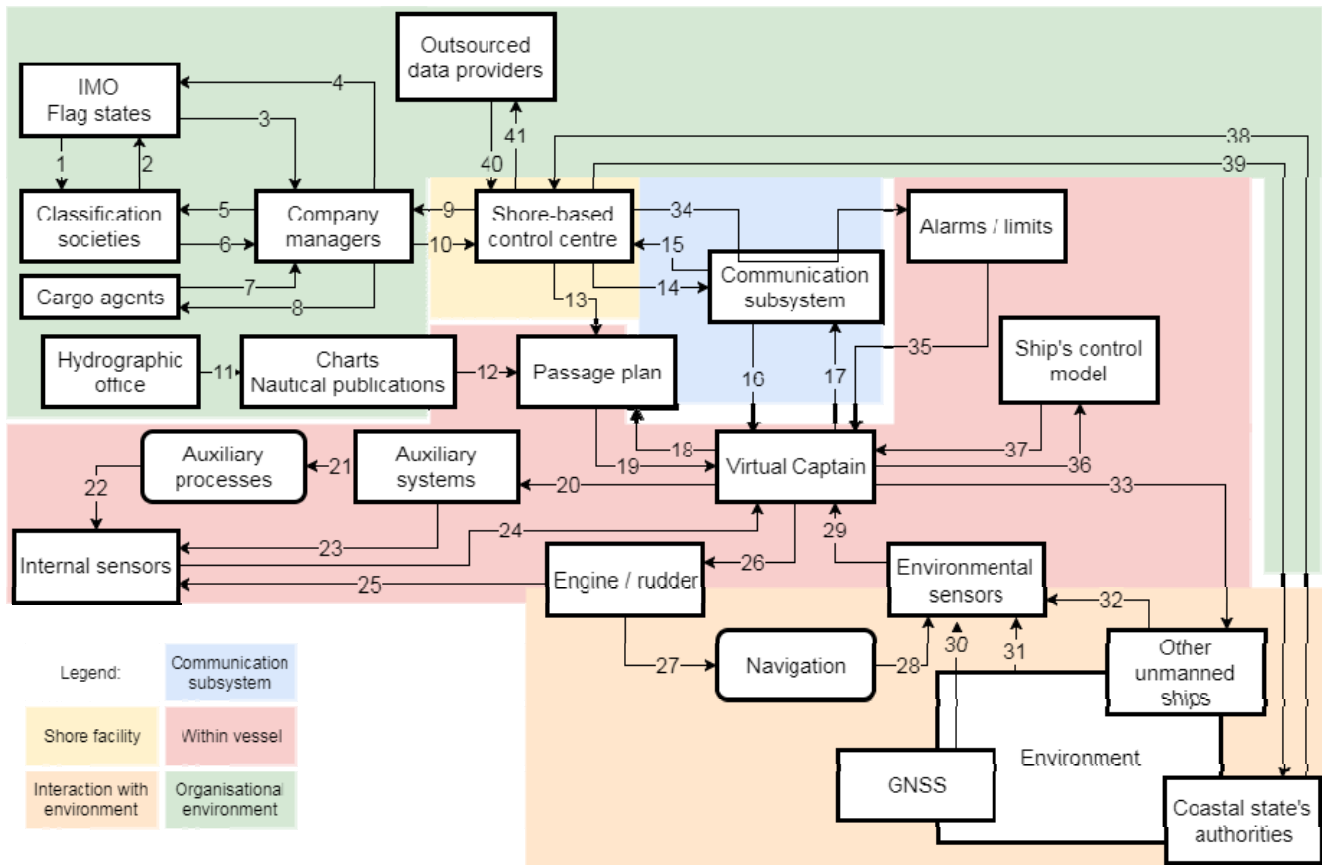 Outsourced
data providers
IMO
Flag states
4
3
1
2
40
41
38
39
Classification
societies
5
6
Company
managers
9
10
Shore-based
control centre
34
15
14
Communication
subsystem
Alarms / limits
Cargo agents
7
8
13
Hydrographic
office
11
Charts
Nautical publications
12
Passage plan
16
17
35
Ship's control
model
Auxiliary
processes
21
Auxiliary
systems
18
19
20
Virtual Captain
37
36
33
22
23
24
29
Internal sensors
25
Engine / rudder
26
Environmental
sensors
32
27
Navigation
28
30
31
Other
unmanned
ships
Environment
GNSS
Coastal state's
authorities
Legend:
Communication
subsystem
Shore facility
Within vessel
Interaction with
environment
Organisational
environment